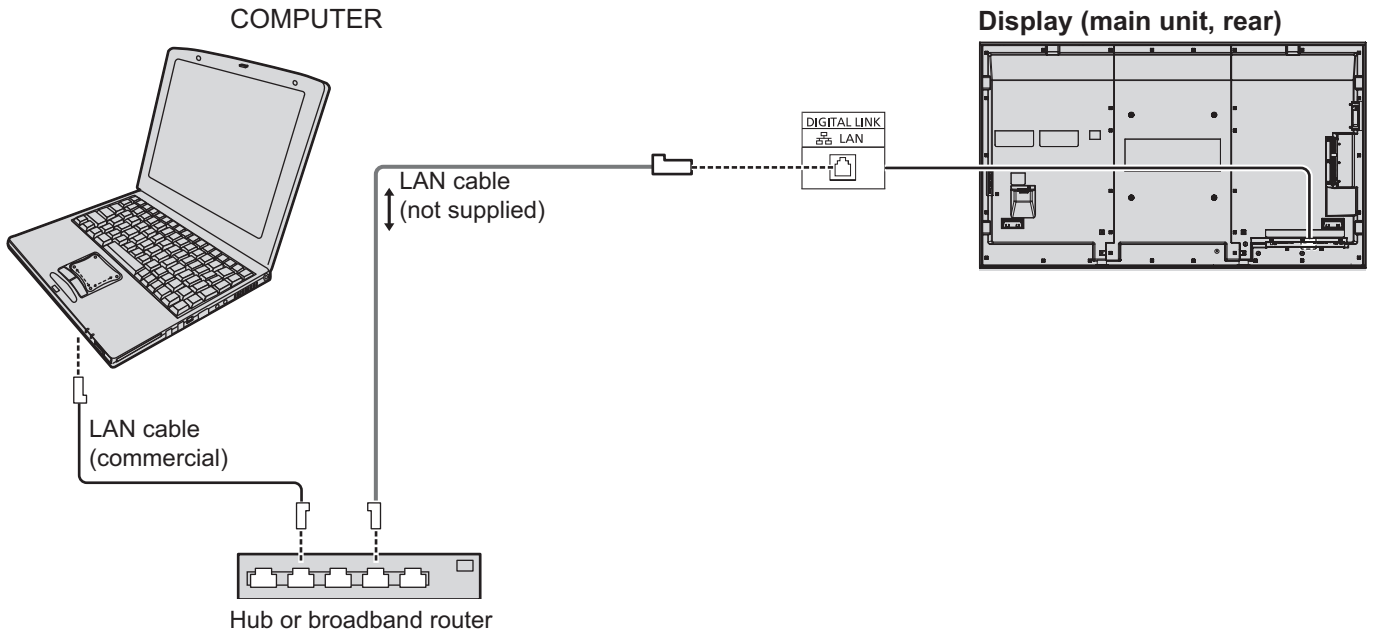 COMPUTER
Display (main unit, rear)
DIGITAL LINK
LAN
LAN cable
(not supplied)
LAN cable
(commercial)
Hub or broadband router